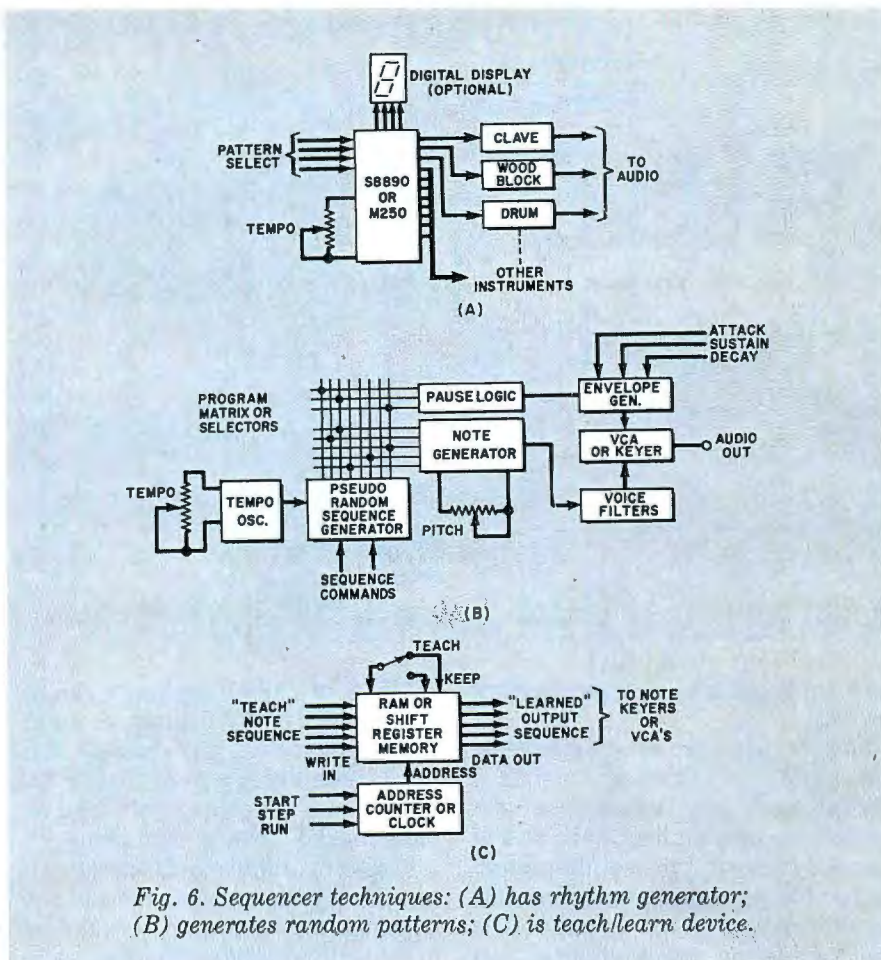 DIGITAL DISPLAY
(OPTIONAL)
PATTERN
SELECT
S8890
OR
M250
TEMPO
CLAVE
WOOD
BLOCK
DRUM
TO
AUDIO
OTHER
INSTRUMENTS
(A)
PROGRAM
MATRIX OR
SELECTORS
PAUSE LOGIC
NOTE
GENERATOR
ATTACK
SUSTAIN
DECAY
ENVELOPE
GEN.
VCA
OR KEYER
AUDIO
OUT
VOICE
FILTERS
TEMPO
TEMPO
OSC.
PSEUDO
RANDOM
SEQUENCE
GENERATOR
PITCH
SEQUENCE
COMMANDS
(B)
TEACH
KEEP
"TEACH"
NOTE
SEQUENCE
WRITE
IN
RAM OR
SHIFT
REGISTER
MEMORY
"LEARNED"
OUTPUT
SEQUENCE
DATA OUT
TO NOTE
KEYERS
OR
VCA'S
ADDRESS
START
STEP
RUN
ADDRESS
COUNTER OR
CLOCK
(C)
Fig. 6. Sequencer techniques: (A) has rhythm generator;
(B) generates random patterns; (C) is teach/learn device.